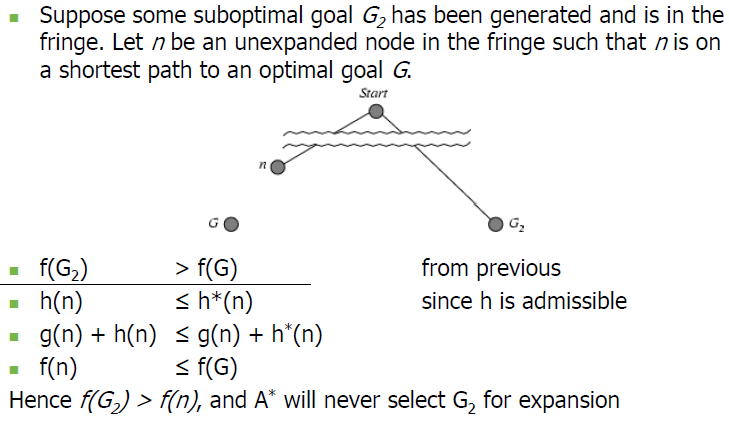 ▪ Suppose some suboptimal goal G₂ has been generated and is in the
fringe. Let n be an unexpanded node in the fringe such that n is on
a shortest path to an optimal goal G.
Start
n
G
G₂
▪ f(G₂) > f(G) from previous
▪ h(n) ≤ h*(n) since h is admissible
▪ g(n) + h(n) ≤ g(n) + h*(n)
▪ f(n) ≤ f(G)
Hence f(G₂) > f(n), and A* will never select G₂ for expansion